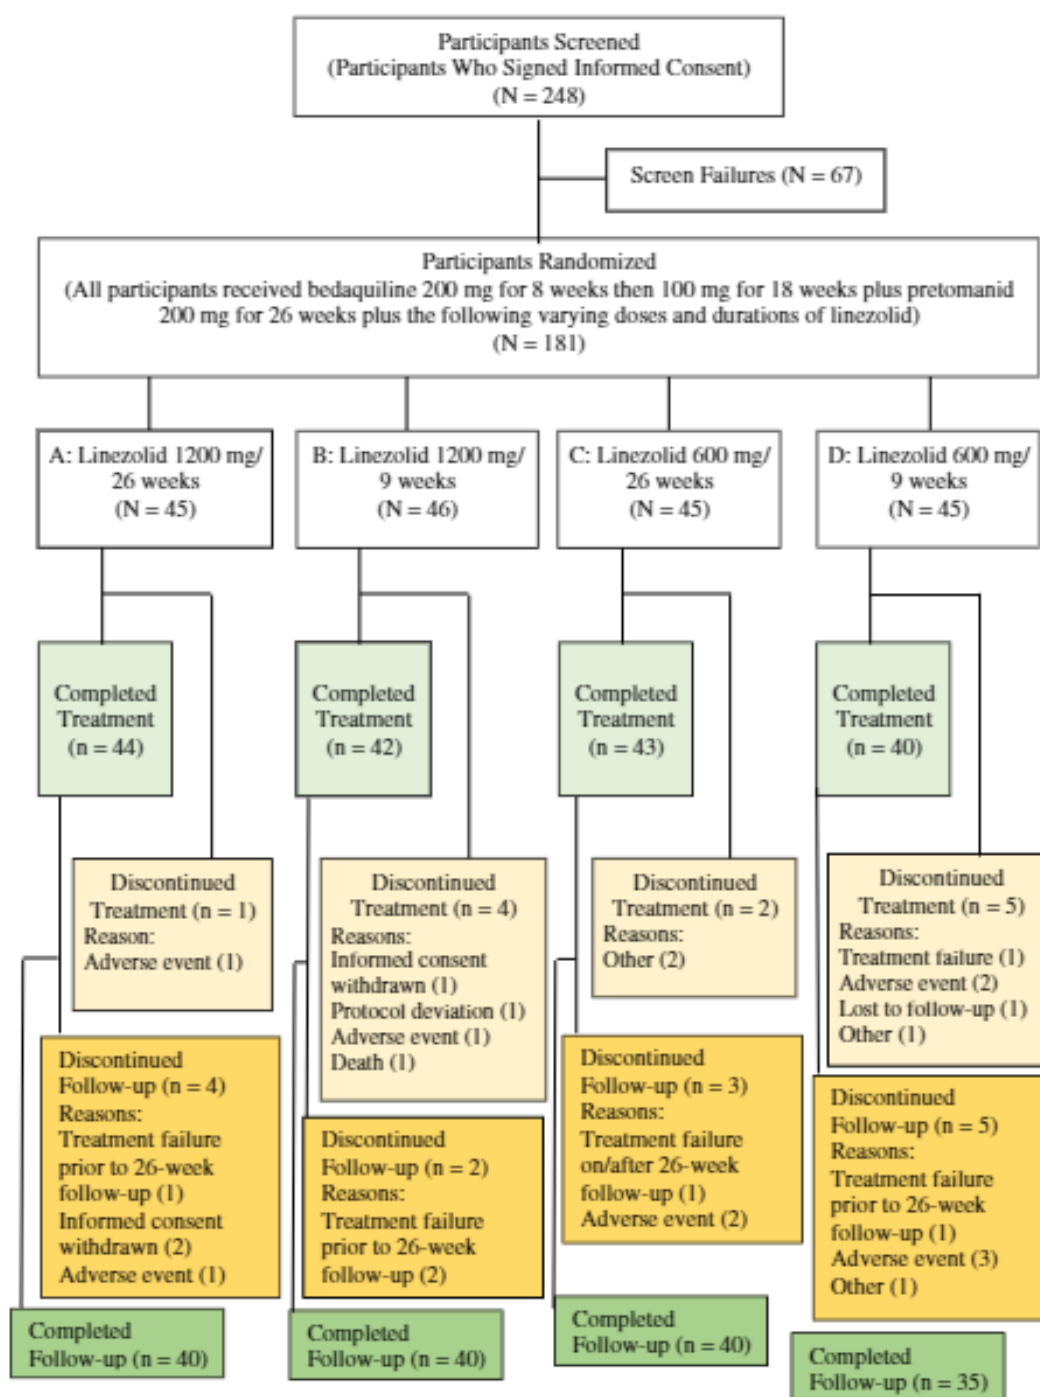 Participants Screened
(Participants Who Signed Informed Consent)
(N = 248)
Screen Failures (N = 67)
Participants Randomized
(All participants received bedaquiline 200 mg for 8 weeks then 100 mg for 18 weeks plus pretomanid
200 mg for 26 weeks plus the following varying doses and durations of linezolid)
(N = 181)
A: Linezolid 1200 mg/
26 weeks
(N = 45)
B: Linezolid 1200 mg/
9 weeks
(N = 46)
C: Linezolid 600 mg/
26 weeks
(N = 45)
D: Linezolid 600 mg/
9 weeks
(N = 45)
Completed
Treatment
(n = 44)
Completed
Treatment
(n = 42)
Completed
Treatment
(n = 43)
Completed
Treatment
(n = 40)
Discontinued
Treatment (n = 1)
Reason:
Adverse event (1)
Discontinued
Treatment (n = 4)
Reasons:
Informed consent
withdrawn (1)
Protocol deviation (1)
Adverse event (1)
Death (1)
Discontinued
Treatment (n = 2)
Reasons:
Other (2)
Discontinued
Treatment (n = 5)
Reasons:
Treatment failure (1)
Adverse event (2)
Lost to follow-up (1)
Other (1)
Discontinued
Follow-up (n = 4)
Reasons:
Treatment failure
prior to 26-week
follow-up (1)
Informed consent
withdrawn (2)
Adverse event (1)
Discontinued
Follow-up (n = 2)
Reasons:
Treatment failure
prior to 26-week
follow-up (2)
Discontinued
Follow-up (n = 3)
Reasons:
Treatment failure
on/after 26-week
follow-up (1)
Adverse event (2)
Discontinued
Follow-up (n = 5)
Reasons:
Treatment failure
prior to 26-week
follow-up (1)
Adverse event (3)
Other (1)
Completed
Follow-up (n = 40)
Completed
Follow-up (n = 40)
Completed
Follow-up (n = 40)
Completed
Follow-up (n = 35)